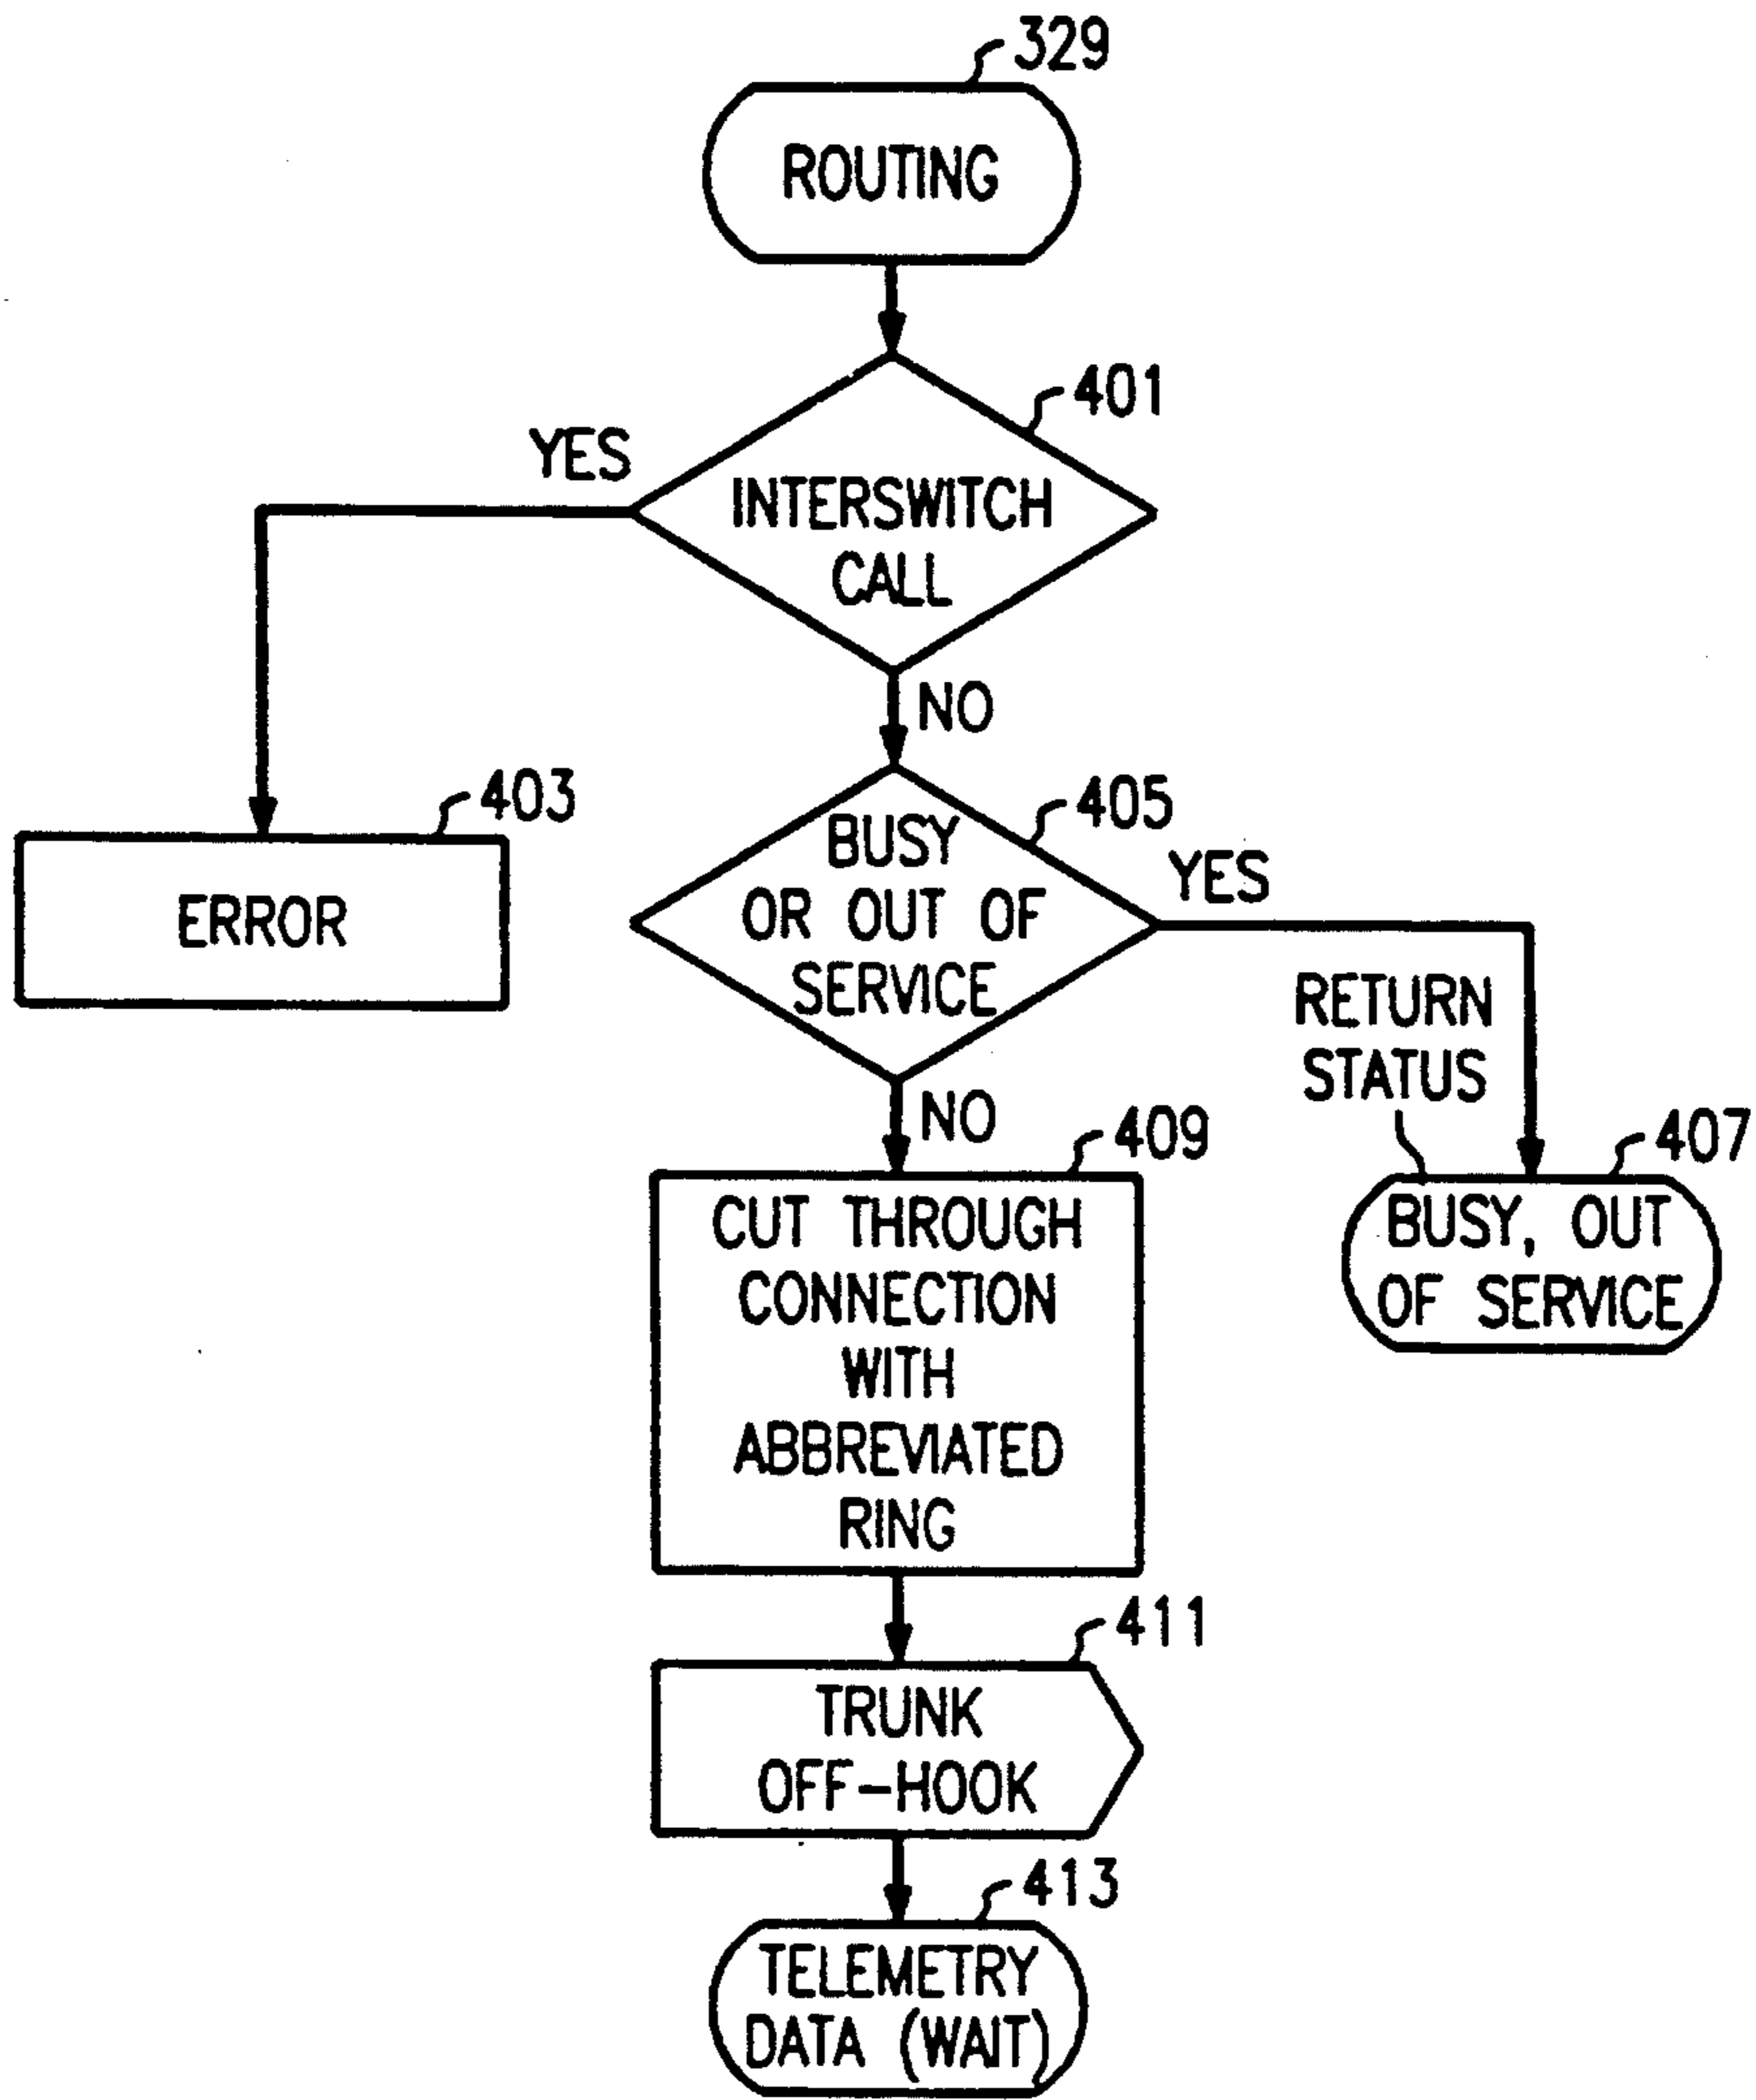 329
ROUTING
401
YES
INTERSWITCH
CALL
NO
403
ERROR
405
BUSY
OR OUT OF
SERVICE
YES
RETURN
STATUS
407
BUSY, OUT
OF SERVICE
NO
409
CUT THROUGH
CONNECTION
WITH
ABBREVIATED
RING
411
TRUNK
OFF-HOOK
413
TELEMETRY
DATA (WAIT)